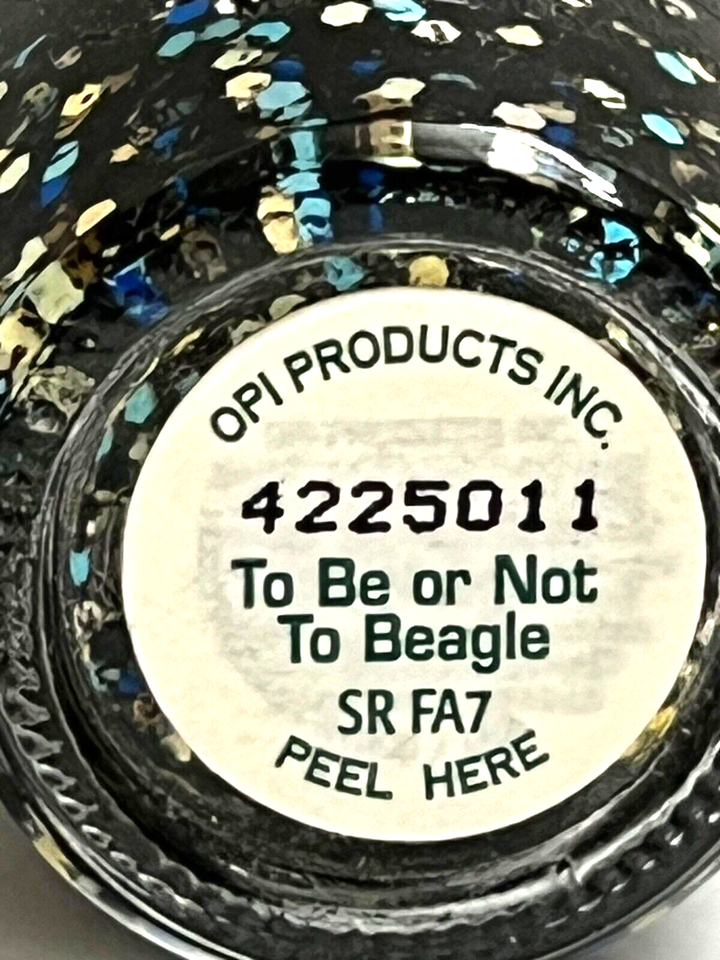 OPI PRODUCTS INC.
4225011
To Be or Not
To Beagle
SR FA7
PEEL HERE